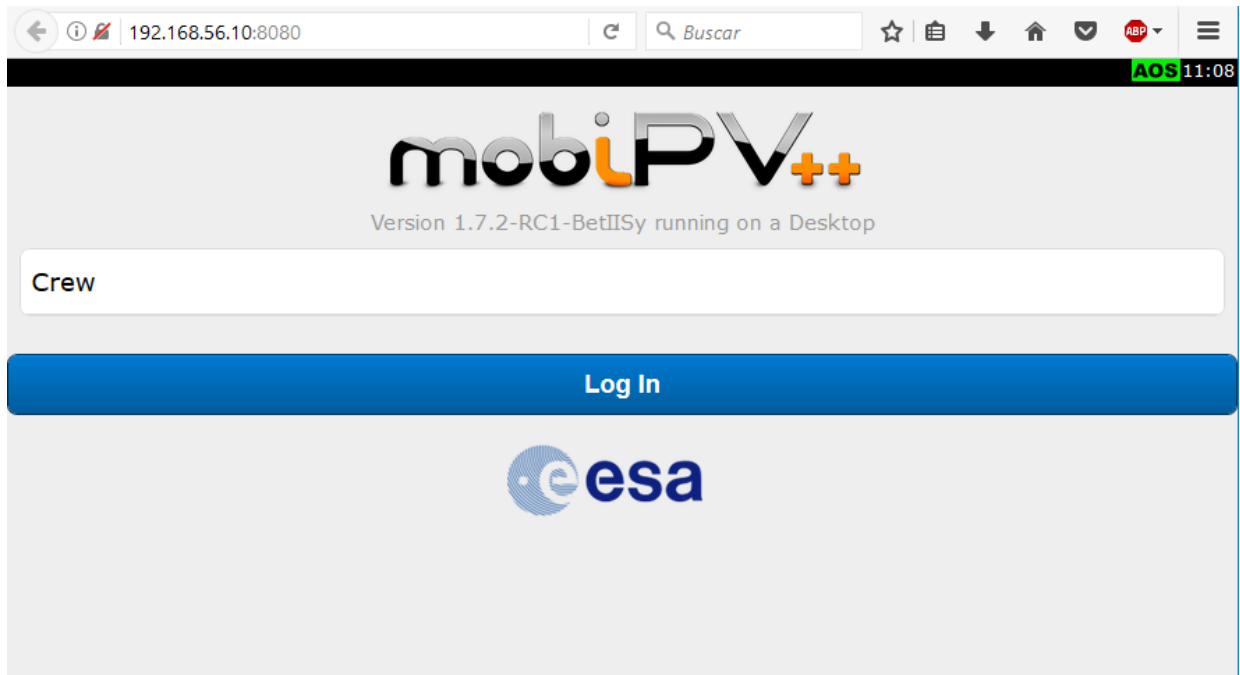 192.168.56.10:8080 Buscar ABP
AOS 11:08
mobiPV++
Version 1.7.2-RC1-BetIISy running on a Desktop
Crew
Log In
esa